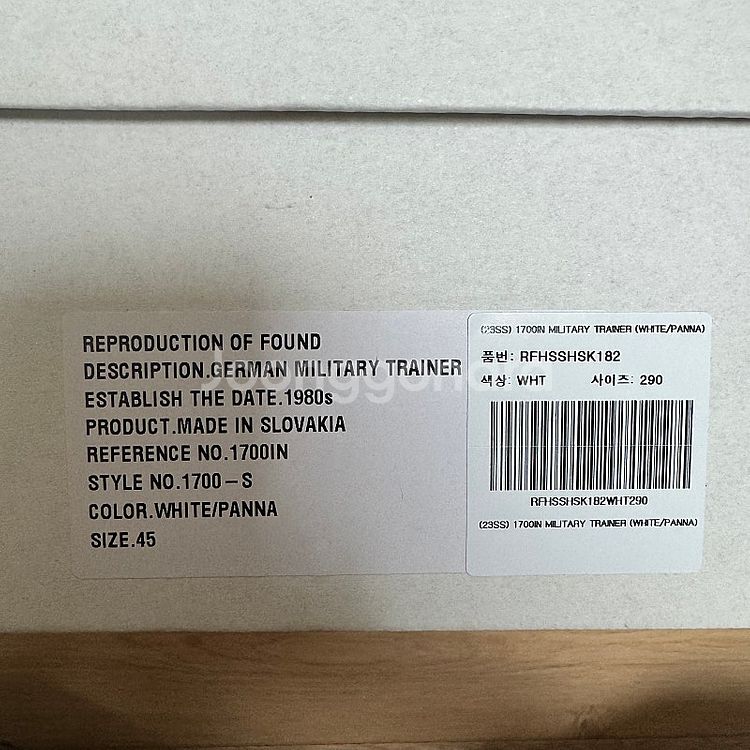 REPRODUCTION OF FOUND
DESCRIPTION.GERMAN MILITARY TRAINER
ESTABLISH THE DATE.1980s
PRODUCT.MADE IN SLOVAKIA
REFERENCE NO.1700IN
STYLE NO.1700-S
COLOR.WHITE/PANNA
SIZE.45
(23SS) 1700IN MILITARY TRAINER (WHITE/PANNA)
품번: RFHSSHSK182
색상: WHT 사이즈: 290
RFHSSHSK182WHT290
(23SS) 1700IN MILITARY TRAINER (WHITE/PANNA)
Joonggonara